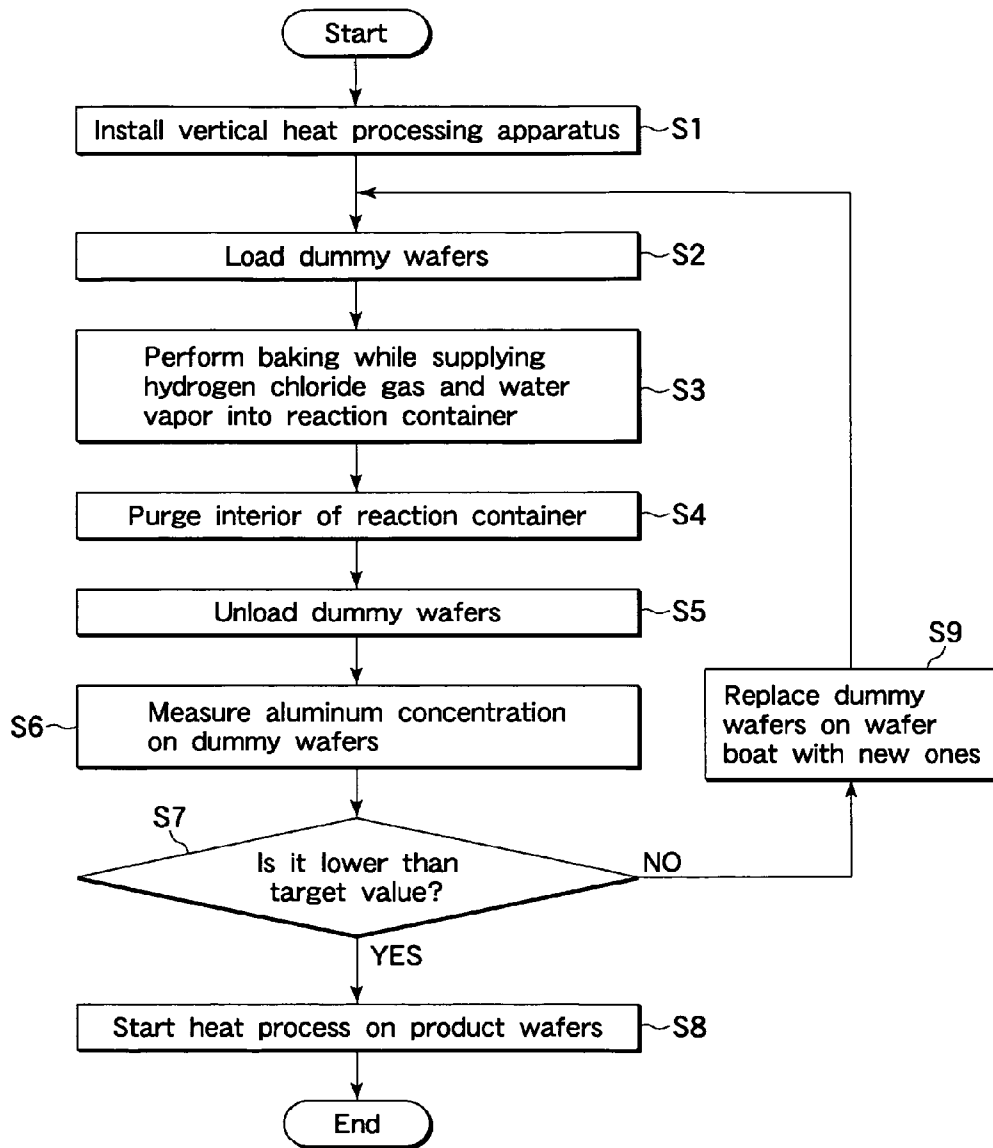 Start
Install vertical heat processing apparatus
S1
Load dummy wafers
S2
Perform baking while supplying
hydrogen chloride gas and water
vapor into reaction container
S3
Purge interior of reaction container
S4
Unload dummy wafers
S5
S6
Measure aluminum concentration
on dummy wafers
S9
Replace dummy
wafers on wafer
boat with new ones
S7
Is it lower than
target value?
NO
YES
Start heat process on product wafers
S8
End